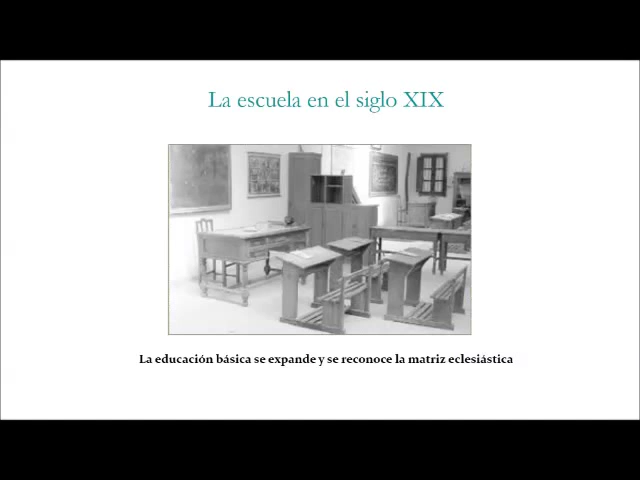 La escuela en el siglo XIX
La educación básica se expande y se reconoce la matriz eclesiástica